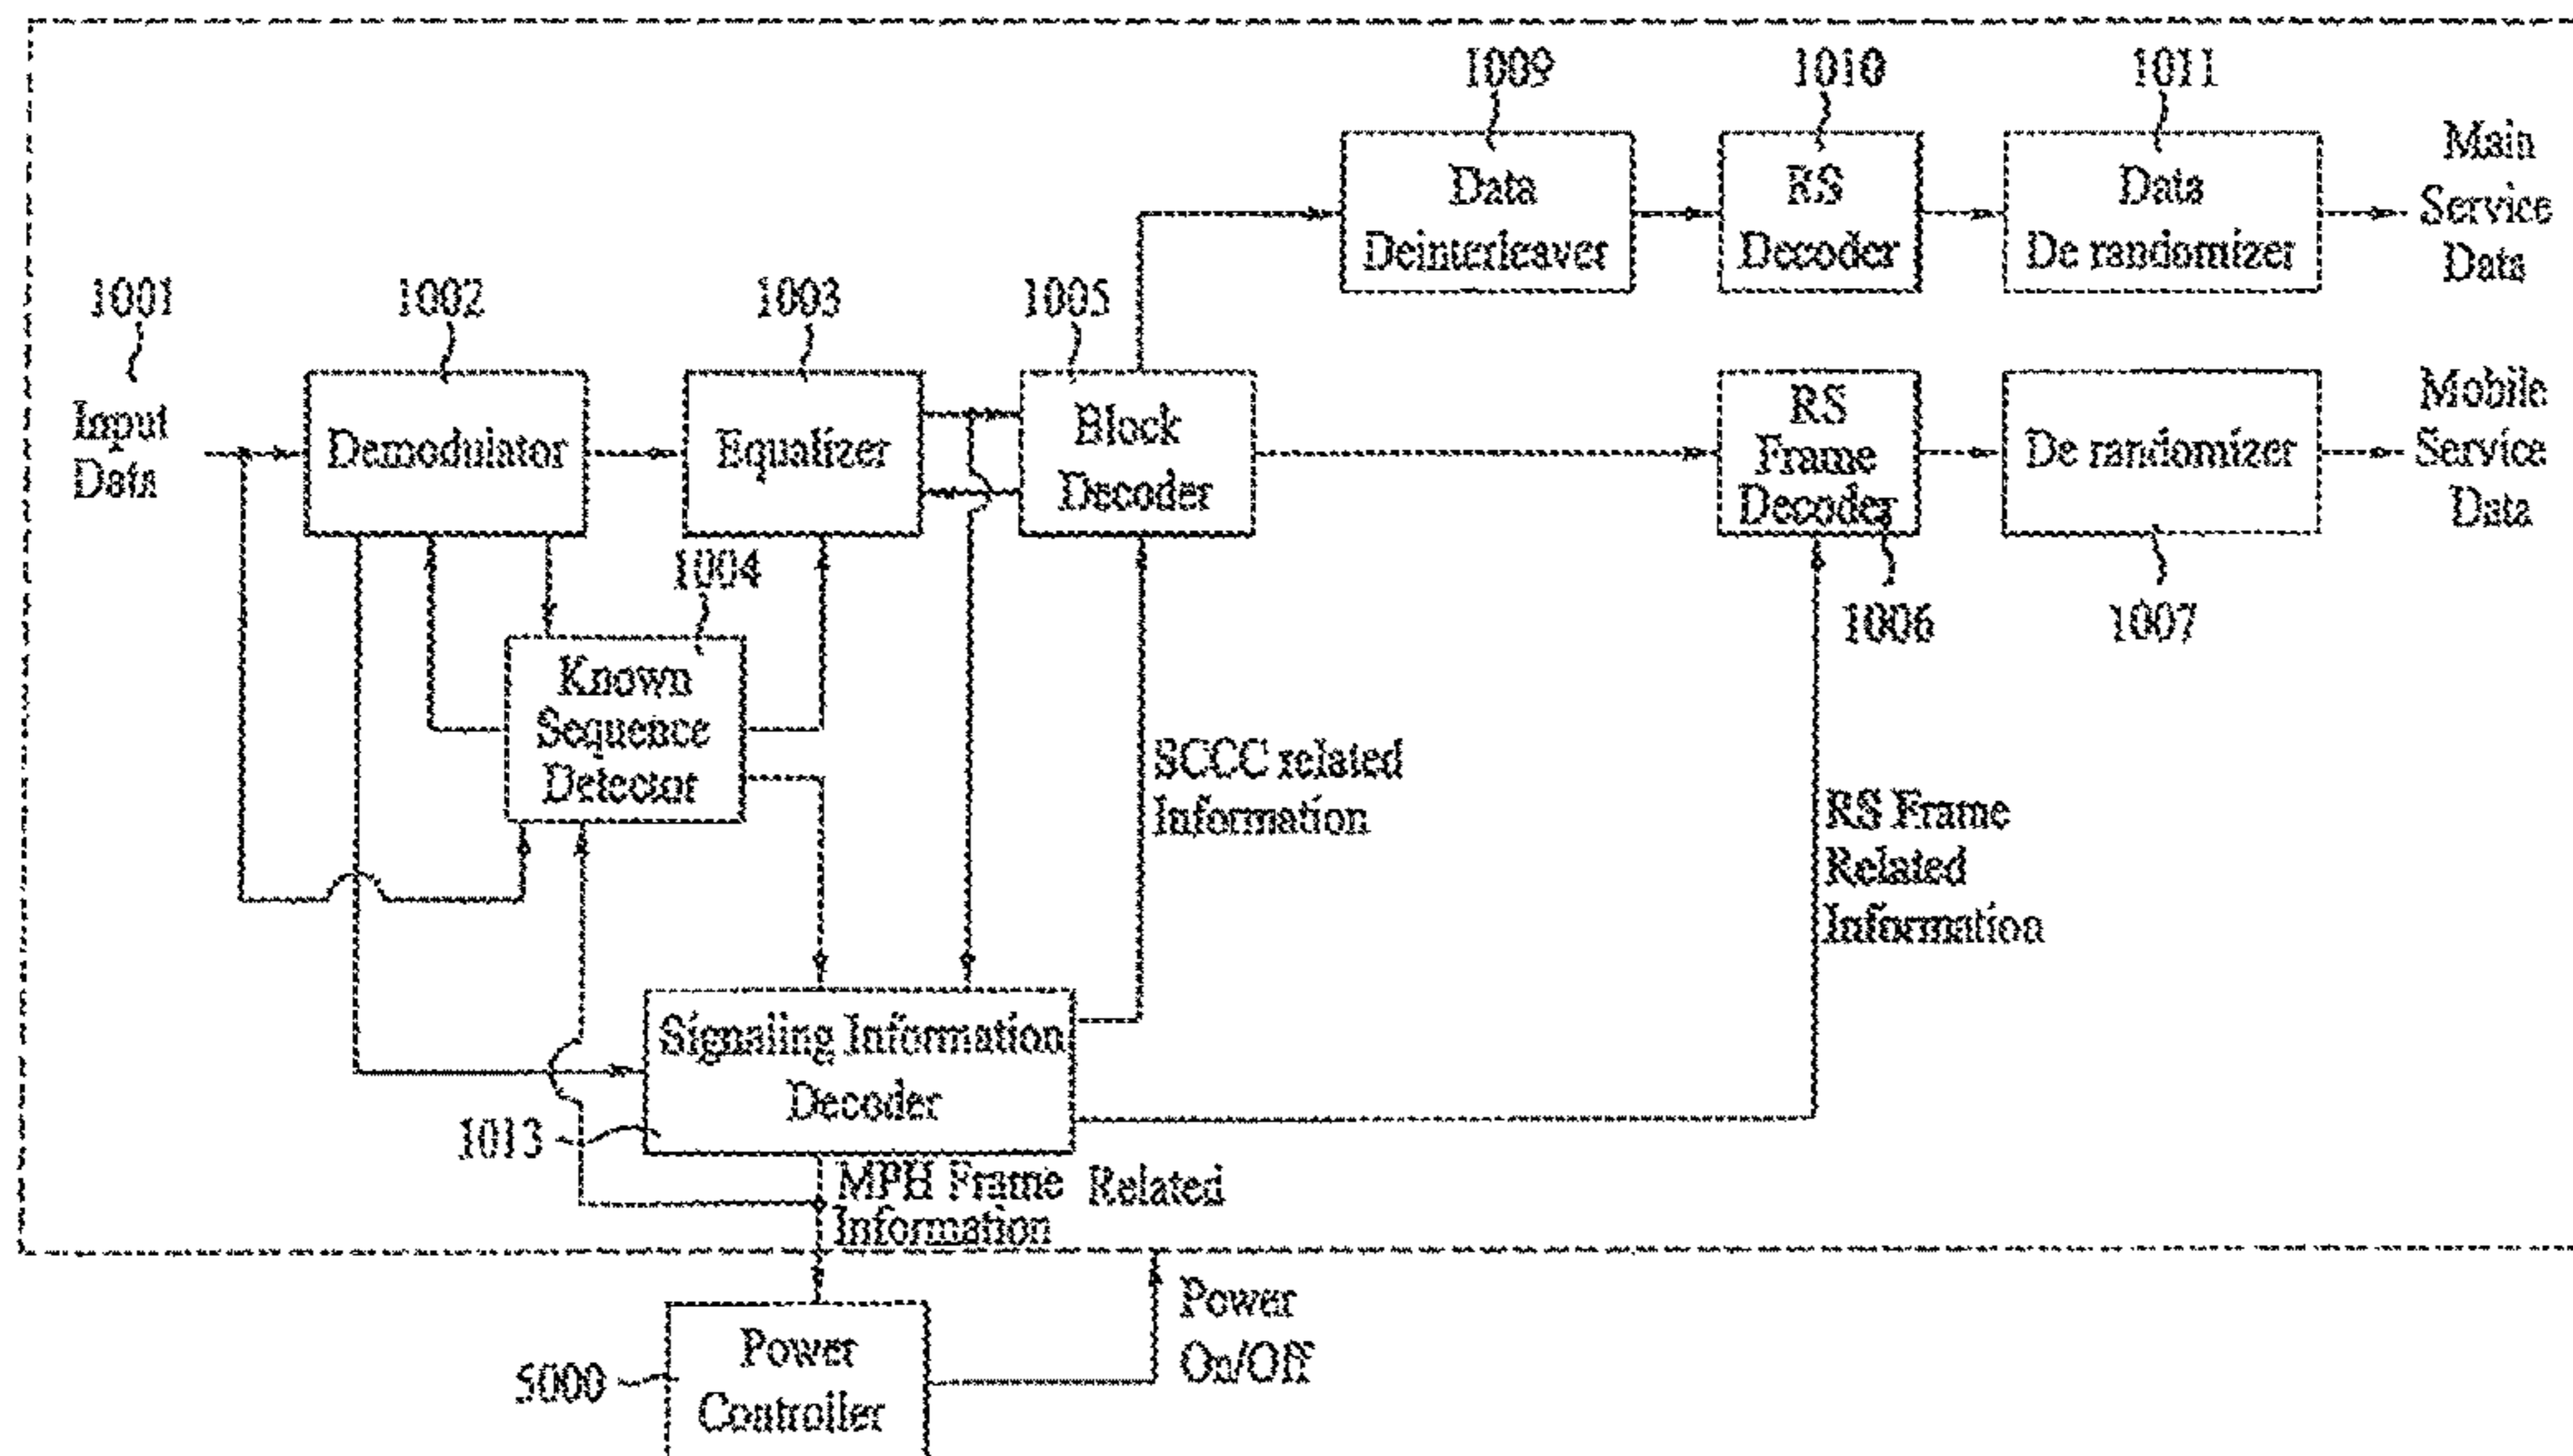 1009
1010
1011
Data
Deinterleaver
RS
Decoder
Data
De randomizer
Main
Service
Data
1001
1002
1003
1005
Input
Data
Demodulator
Equalizer
Block
Decoder
RS
Frame
Decoder
De randomizer
Mobile
Service
Data
1004
1006
1007
Known
Sequence
Detector
SCCC related
Information
RS Frame
Related
Information
Signaling Information
Decoder
1013
MPH Frame Related
Information
Power
On/Off
5000
Power
Controller